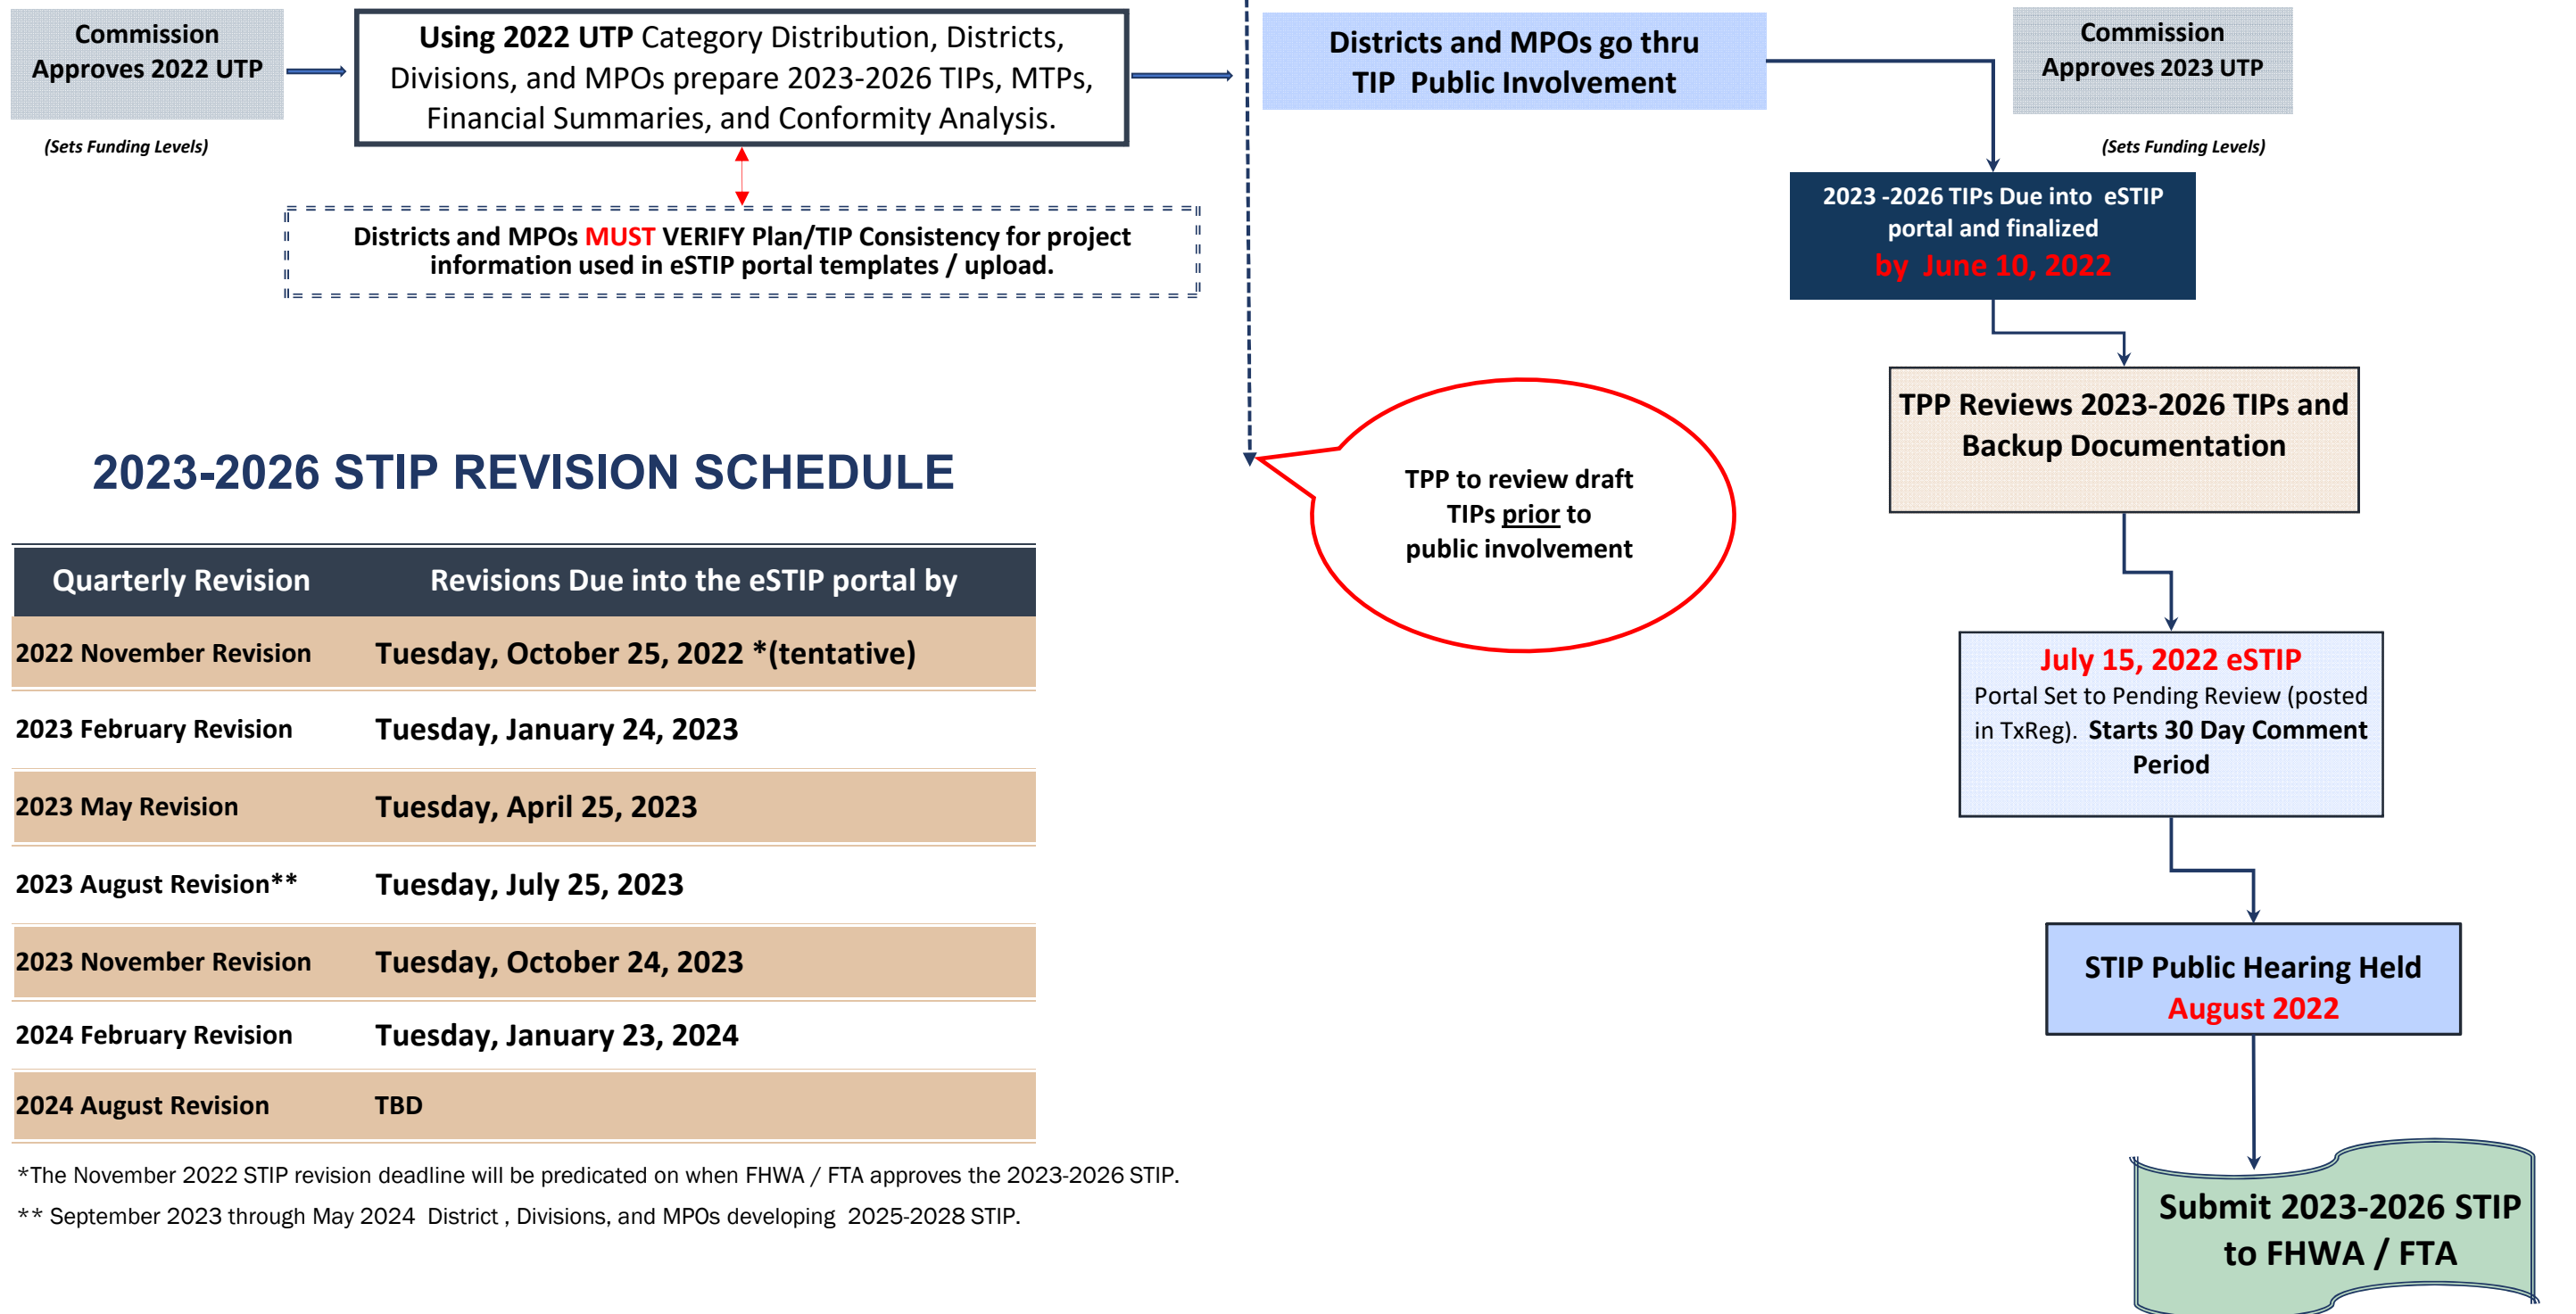 Commission
Approves 2022 UTP
(Sets Funding Levels)
Using 2022 UTP Category Distribution, Districts,
Divisions, and MPOs prepare 2023-2026 TIPs, MTPs,
Financial Summaries, and Conformity Analysis.
Districts and MPOs MUST VERIFY Plan/TIP Consistency for project
information used in eSTIP portal templates / upload.
Districts and MPOs go thru
TIP Public Involvement
Commission
Approves 2023 UTP
(Sets Funding Levels)
2023 -2026 TIPs Due into eSTIP
portal and finalized
by June 10, 2022
TPP Reviews 2023-2026 TIPs and
Backup Documentation
TPP to review draft
TIPs prior to
public involvement
July 15, 2022 eSTIP
Portal Set to Pending Review (posted
in TxReg). Starts 30 Day Comment
Period
STIP Public Hearing Held
August 2022
Submit 2023-2026 STIP
to FHWA / FTA
2023-2026 STIP REVISION SCHEDULE
Quarterly Revision Revisions Due into the eSTIP portal by
2022 November Revision Tuesday, October 25, 2022 *(tentative)
2023 February Revision Tuesday, January 24, 2023
2023 May Revision Tuesday, April 25, 2023
2023 August Revision** Tuesday, July 25, 2023
2023 November Revision Tuesday, October 24, 2023
2024 February Revision Tuesday, January 23, 2024
2024 August Revision TBD
*The November 2022 STIP revision deadline will be predicated on when FHWA / FTA approves the 2023-2026 STIP.
** September 2023 through May 2024 District , Divisions, and MPOs developing 2025-2028 STIP.